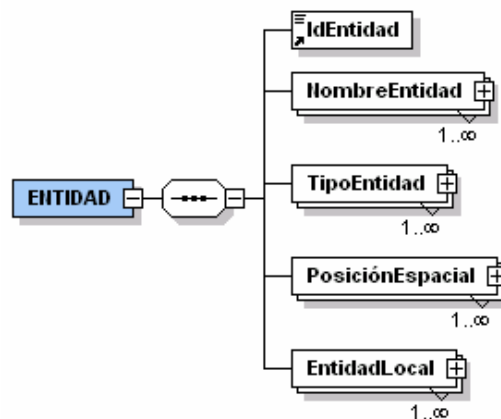 IdEntidad
NombreEntidad
1..∞
TipoEntidad
1..∞
ENTIDAD
PosiciónEspacial
1..∞
EntidadLocal
1..∞